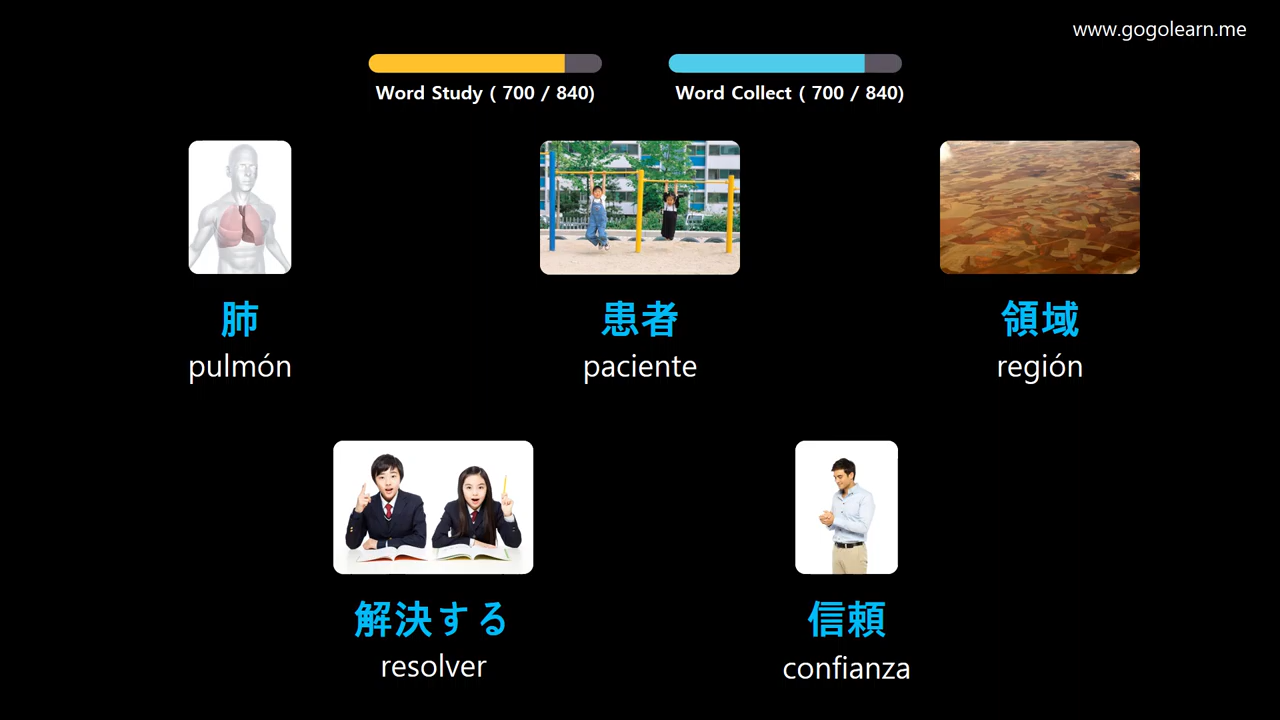 www.gogolearn.me
Word Study ( 700 / 840)
Word Collect ( 700 / 840)
肺
pulmón
患者
paciente
領域
región
解決する
resolver
信頼
confianza